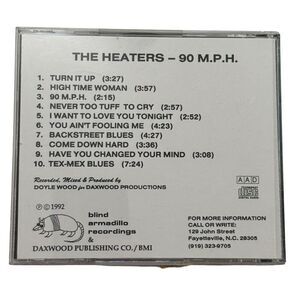 THE HEATERS – 90 M.P.H.
1. TURN IT UP (3:27)
2. HIGH TIME WOMAN (3:57)
3. 90 M.P.H. (2:15)
4. NEVER TOO TUFF TO CRY (2:57)
5. I WANT TO LOVE YOU TONIGHT (2:52)
6. YOU AIN'T FOOLING ME (4:21)
7. BACKSTREET BLUES (4:27)
8. COME DOWN HARD (3:36)
9. HAVE YOU CHANGED YOUR MIND (3:08)
10. TEX-MEX BLUES (7:24)
Recorded, Mixed & Produced by
DOYLE WOOD for DAXWOOD PRODUCTIONS
AAD
COMPACT
disc
DIGITAL AUDIO
℗ © 1992
blind
armadillo
recordings
&
DAXWOOD PUBLISHING CO./BMI
FOR MORE INFORMATION
CALL OR WRITE:
129 John Street
Fayetteville, N.C. 28305
(919) 323-9705